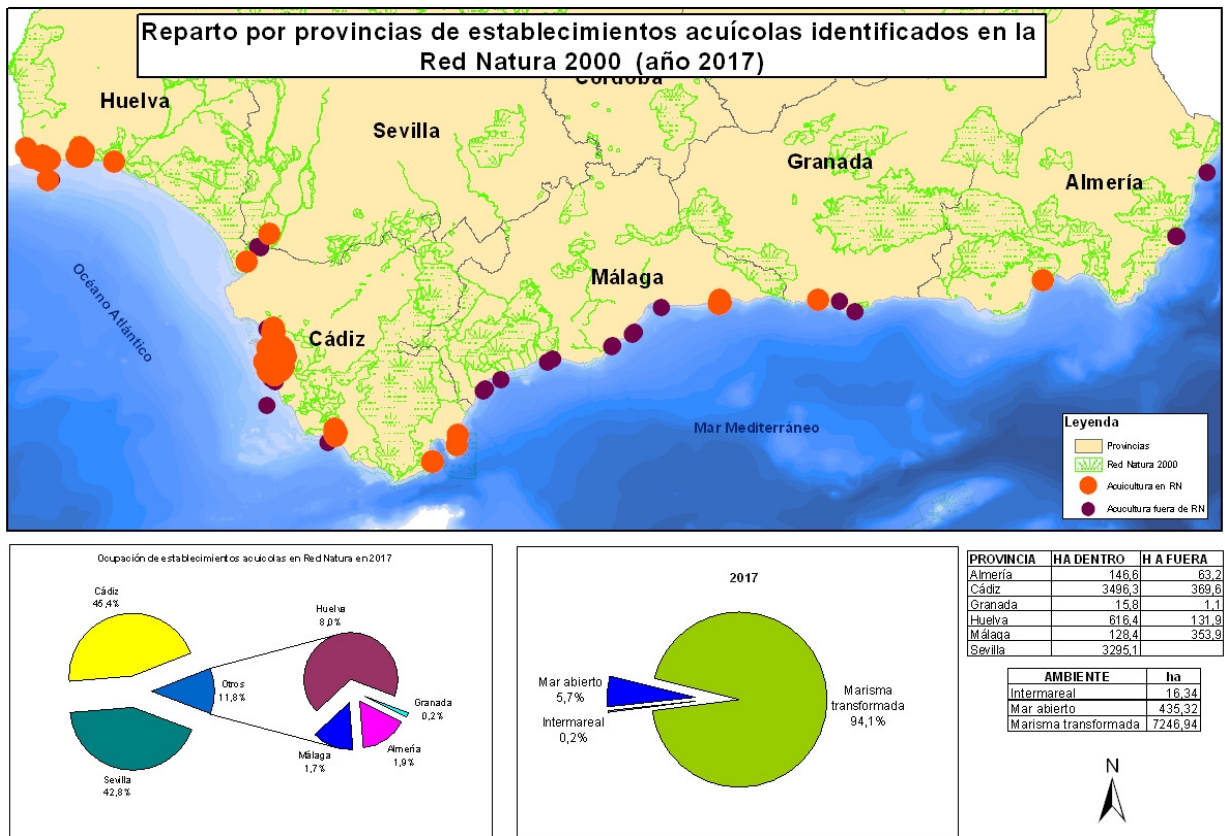 Reparto por provincias de establecimientos acuícolas identificados en la
Red Natura 2000 (año 2017)
Córdoba
Huelva
Sevilla
Granada
Almería
Málaga
Cádiz
Océano Atlántico
Mar Mediterráneo
Leyenda
Provincias
Red Natura 2000
Acuicultura en RN
Acucultura fuera de RN
Ocupación de establecimientos acuicolas en Red Natura en 2017
Cádiz
45,4%
Huelva
8,0%
Otros
11,8%
Granada
0,2%
Almería
1,9%
Málaga
1,7%
Sevilla
42,8%
2017
Mar abierto
5,7%
Intermareal
0,2%
Marisma
transformada
94,1%
PROVINCIA HA DENTRO H A FUERA
Almería 146,6 63,2
Cádiz 3496,3 369,6
Granada 15,8 1,1
Huelva 616,4 131,9
Málaga 128,4 353,9
Sevilla 3295,1
AMBIENTE ha
Intermareal 16,34
Mar abierto 435,32
Marisma transformada 7246,94
N